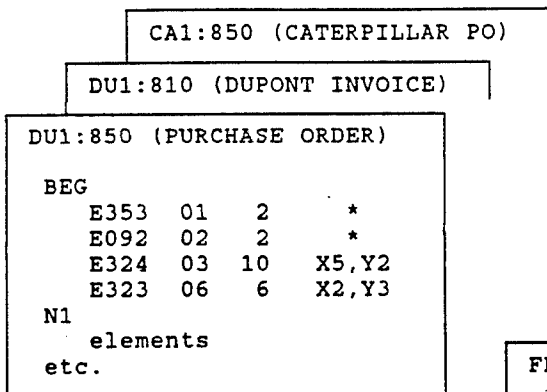 CA1:850 (CATERPILLAR PO)
DU1:810 (DUPONT INVOICE)
DU1:850 (PURCHASE ORDER)
BEG
E353 01 2 *
E092 02 2 *
E324 03 10 X5,Y2
E323 06 6 X2,Y3
N1
elements
etc.